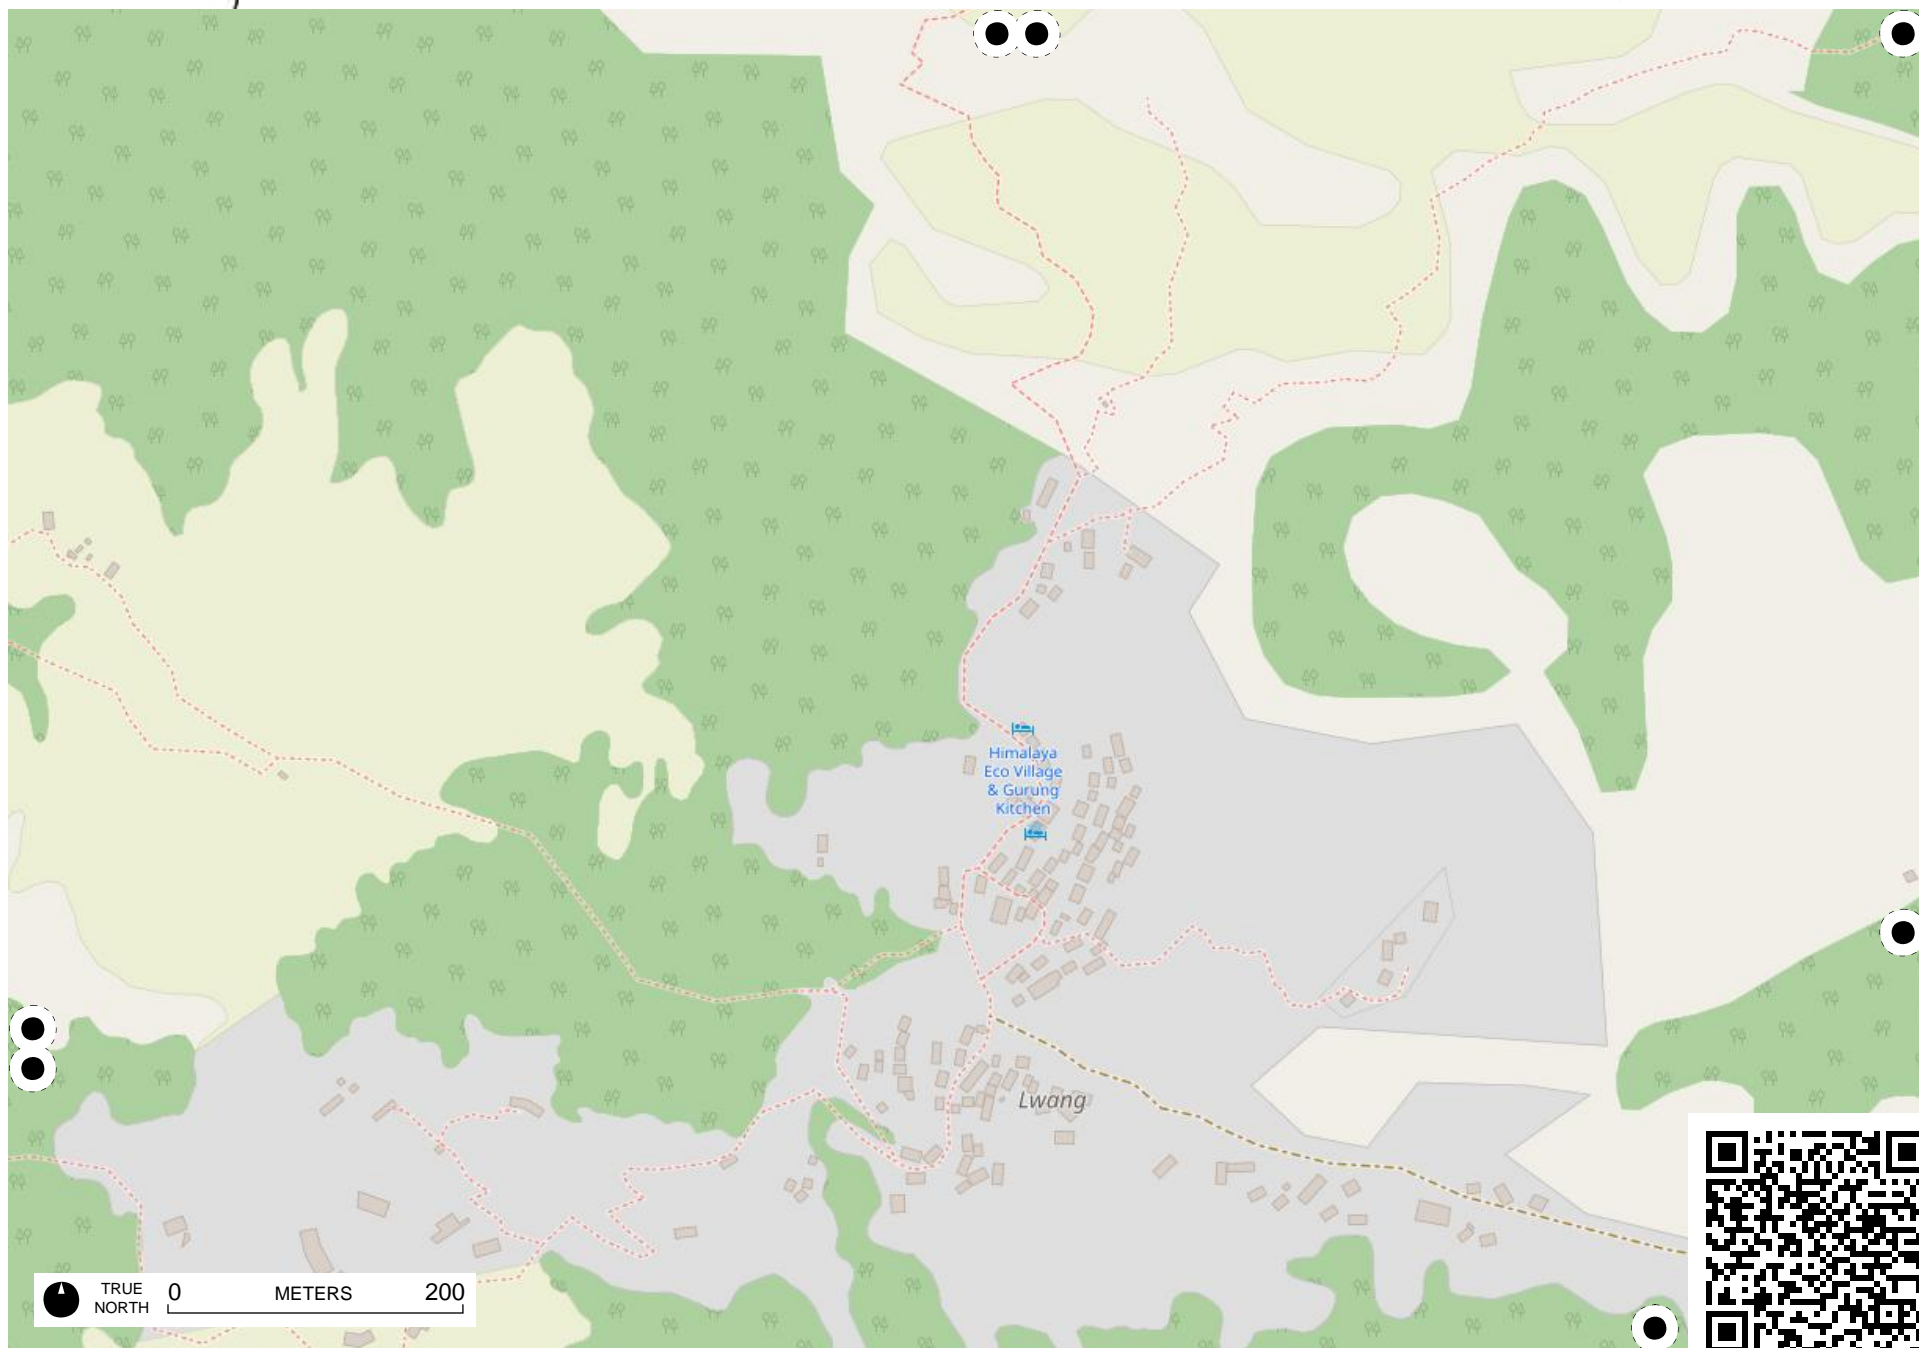 Himalaya
Eco Village
& Gurung
Kitchen
Lwang
TRUE
NORTH
0
METERS
200